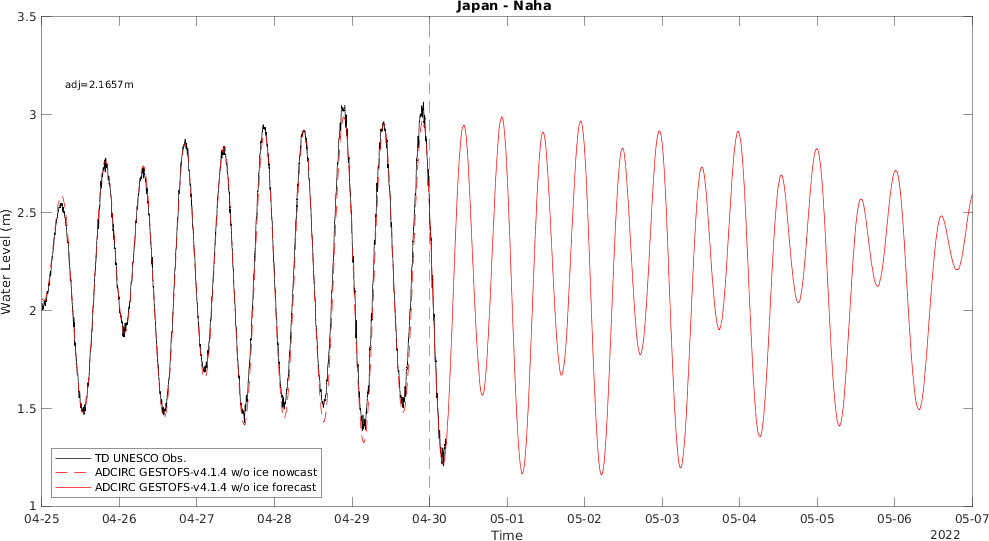 Japan - Naha
3.5
adj=2.1657m
3
2.5
Water Level (m)
2
1.5
TD UNESCO Obs.
ADCIRC GESTOFS-v4.1.4 w/o ice nowcast
ADCIRC GESTOFS-v4.1.4 w/o ice forecast
1
04-25 04-26 04-27 04-28 04-29 04-30 05-01 05-02 05-03 05-04 05-05 05-06 05-07
Time
2022